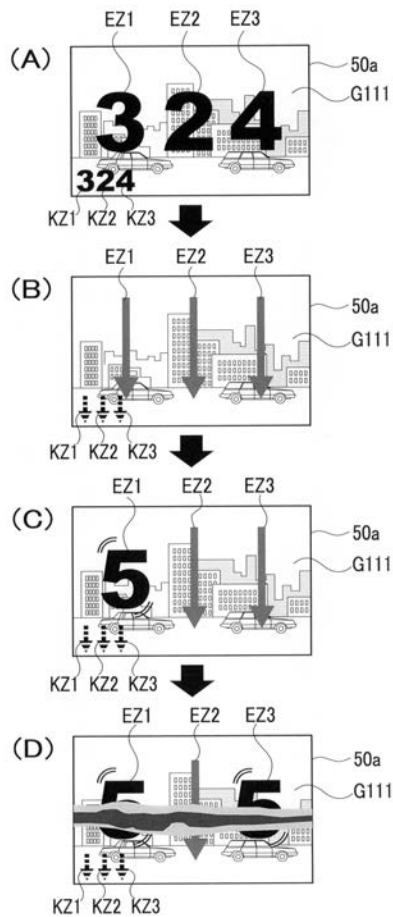 EZ1 EZ2 EZ3
(A)
50a
G111
3 2 4
324
KZ1 KZ2 KZ3
EZ1 EZ2 EZ3
(B)
50a
G111
KZ1 KZ2 KZ3
EZ1 EZ2 EZ3
(C)
50a
G111
5
KZ1 KZ2 KZ3
EZ1 EZ2 EZ3
(D)
50a
G111
5 5
KZ1 KZ2 KZ3